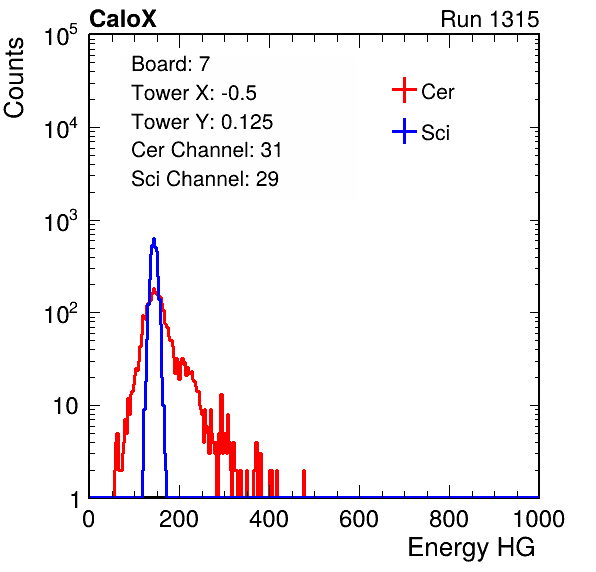 CaloX Run 1315
Counts
10^5
10^4
10^3
10^2
10
1
Board: 7
Tower X: -0.5
Tower Y: 0.125
Cer Channel: 31
Sci Channel: 29
Cer
Sci
0 200 400 600 800 1000
Energy HG